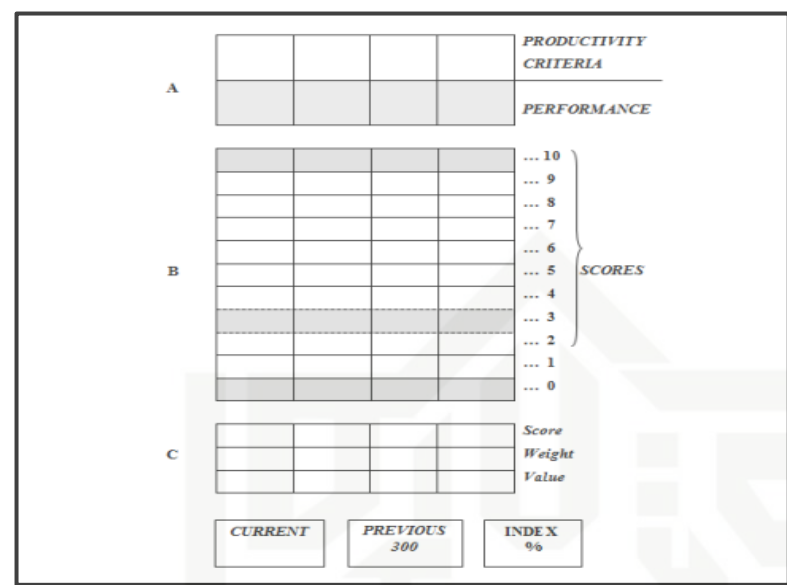 PRODUCTIVITY
CRITERIA
A
PERFORMANCE
... 10
... 9
... 8
... 7
... 6
B
... 5
SCORES
... 4
... 3
... 2
... 1
... 0
Score
C
Weight
Value
CURRENT
PREVIOUS
300
INDEX
%